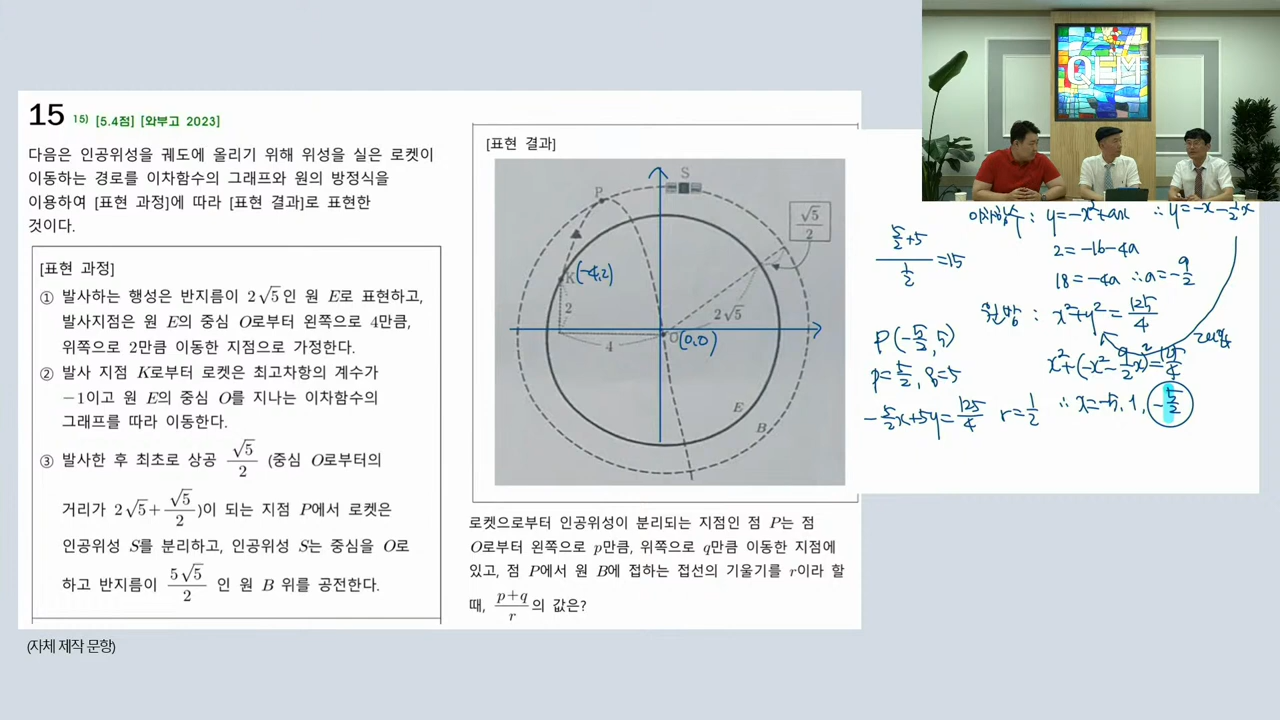 QEM
15 15) [5.4점] [와부고 2023]
다음은 인공위성을 궤도에 올리기 위해 위성을 실은 로켓이
이동하는 경로를 이차함수의 그래프와 원의 방정식을
이용하여 [표현 과정]에 따라 [표현 결과]로 표현한
것이다.
[표현 과정]
① 발사하는 행성은 반지름이 2√5인 원 E로 표현하고,
발사지점은 원 E의 중심 O로부터 왼쪽으로 4만큼,
위쪽으로 2만큼 이동한 지점으로 가정한다.
② 발사 지점 K로부터 로켓은 최고차항의 계수가
−1이고 원 E의 중심 O를 지나는 이차함수의
그래프를 따라 이동한다.
③ 발사한 후 최초로 상공 √5/2 (중심 O로부터의
거리가 2√5+√5/2)이 되는 지점 P에서 로켓은
인공위성 S를 분리하고, 인공위성 S는 중심을 O로
하고 반지름이 5√5/2 인 원 B 위를 공전한다.
(자체 제작 문항)
[표현 결과]
S
P
√5/2
K(-4,2)
2
2√5
4
O(0,0)
E
B
로켓으로부터 인공위성이 분리되는 지점인 점 P는 점
O로부터 왼쪽으로 p만큼, 위쪽으로 q만큼 이동한 지점에
있고, 점 P에서 원 B에 접하는 접선의 기울기를 r이라 할
때, p+q/r의 값은?
이차함수 : y=-x²+ax ∴ y=-x-½x
5/2+5 / 1/2 =15
2=-16-4a
18=-4a ∴a=-9/2
원방 : x²+y²=125/4
P(-5/2,5)
p=5/2, q=5
x²+(-x²-9/2x)²=125/4
-5/2x+5y=125/4 r=1/2
∴ x=-5,1,-5/2